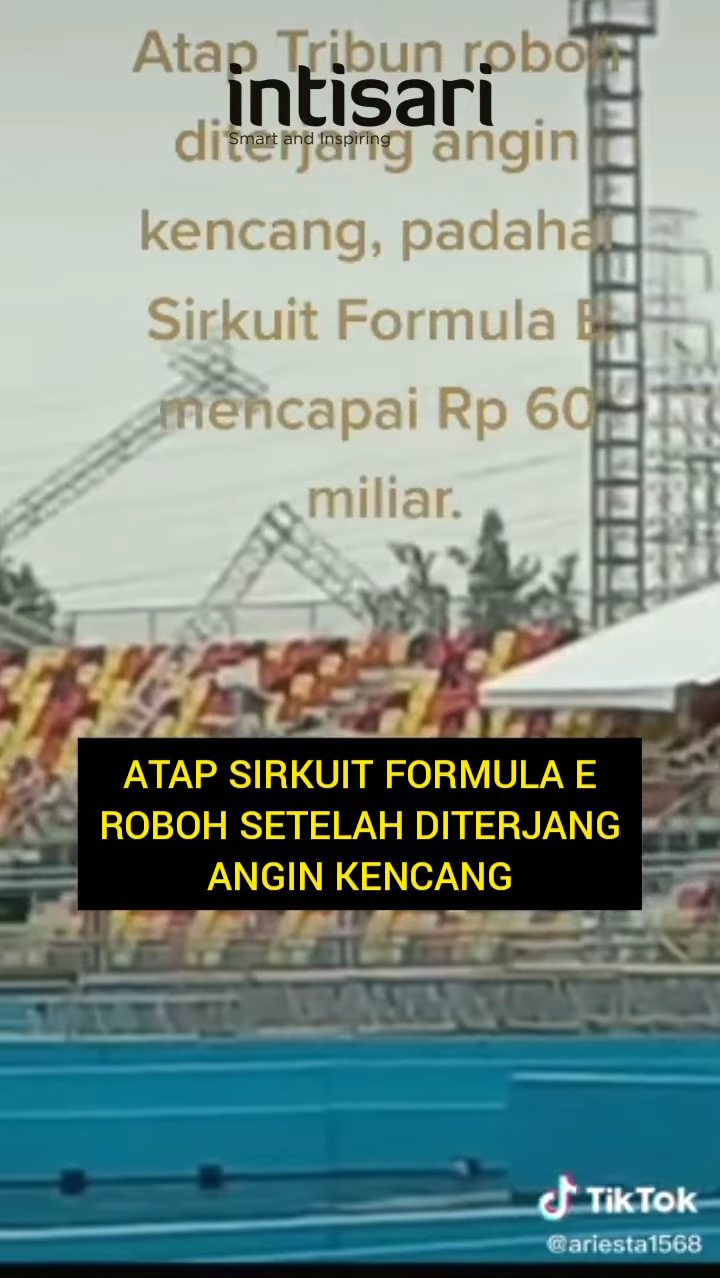 Atap Tribun roboh
intisari
Smart and Inspiring
diterjang angin
kencang, padahal
Sirkuit Formula E
mencapai Rp 60
miliar.
ATAP SIRKUIT FORMULA E
ROBOH SETELAH DITERJANG
ANGIN KENCANG
TikTok
@ariesta1568